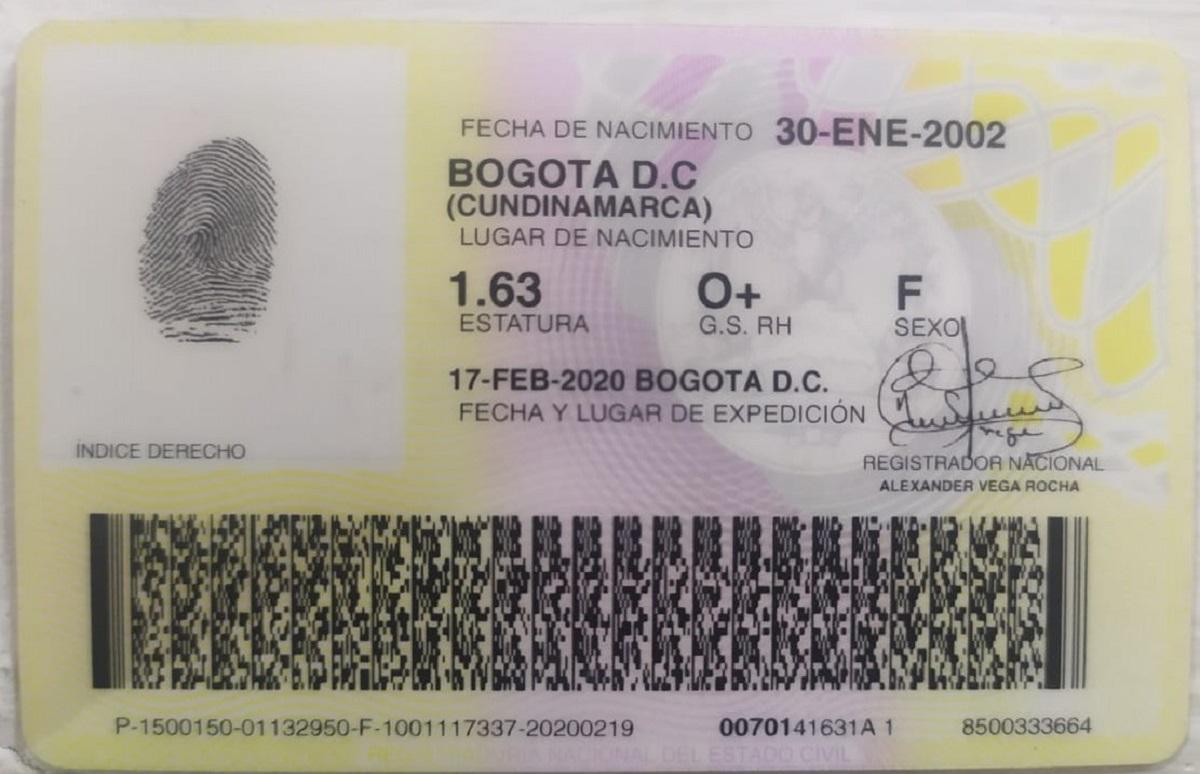 FECHA DE NACIMIENTO 30-ENE-2002
BOGOTA D.C
(CUNDINAMARCA)
LUGAR DE NACIMIENTO
1.63 O+ F
ESTATURA G.S. RH SEXO
17-FEB-2020 BOGOTA D.C.
FECHA Y LUGAR DE EXPEDICIÓN
ÍNDICE DERECHO
REGISTRADOR NACIONAL
ALEXANDER VEGA ROCHA
P-1500150-01132950-F-1001117337-20200219 0070141631A 1 8500333664
REGISTRADURIA NACIONAL DEL ESTADO CIVIL